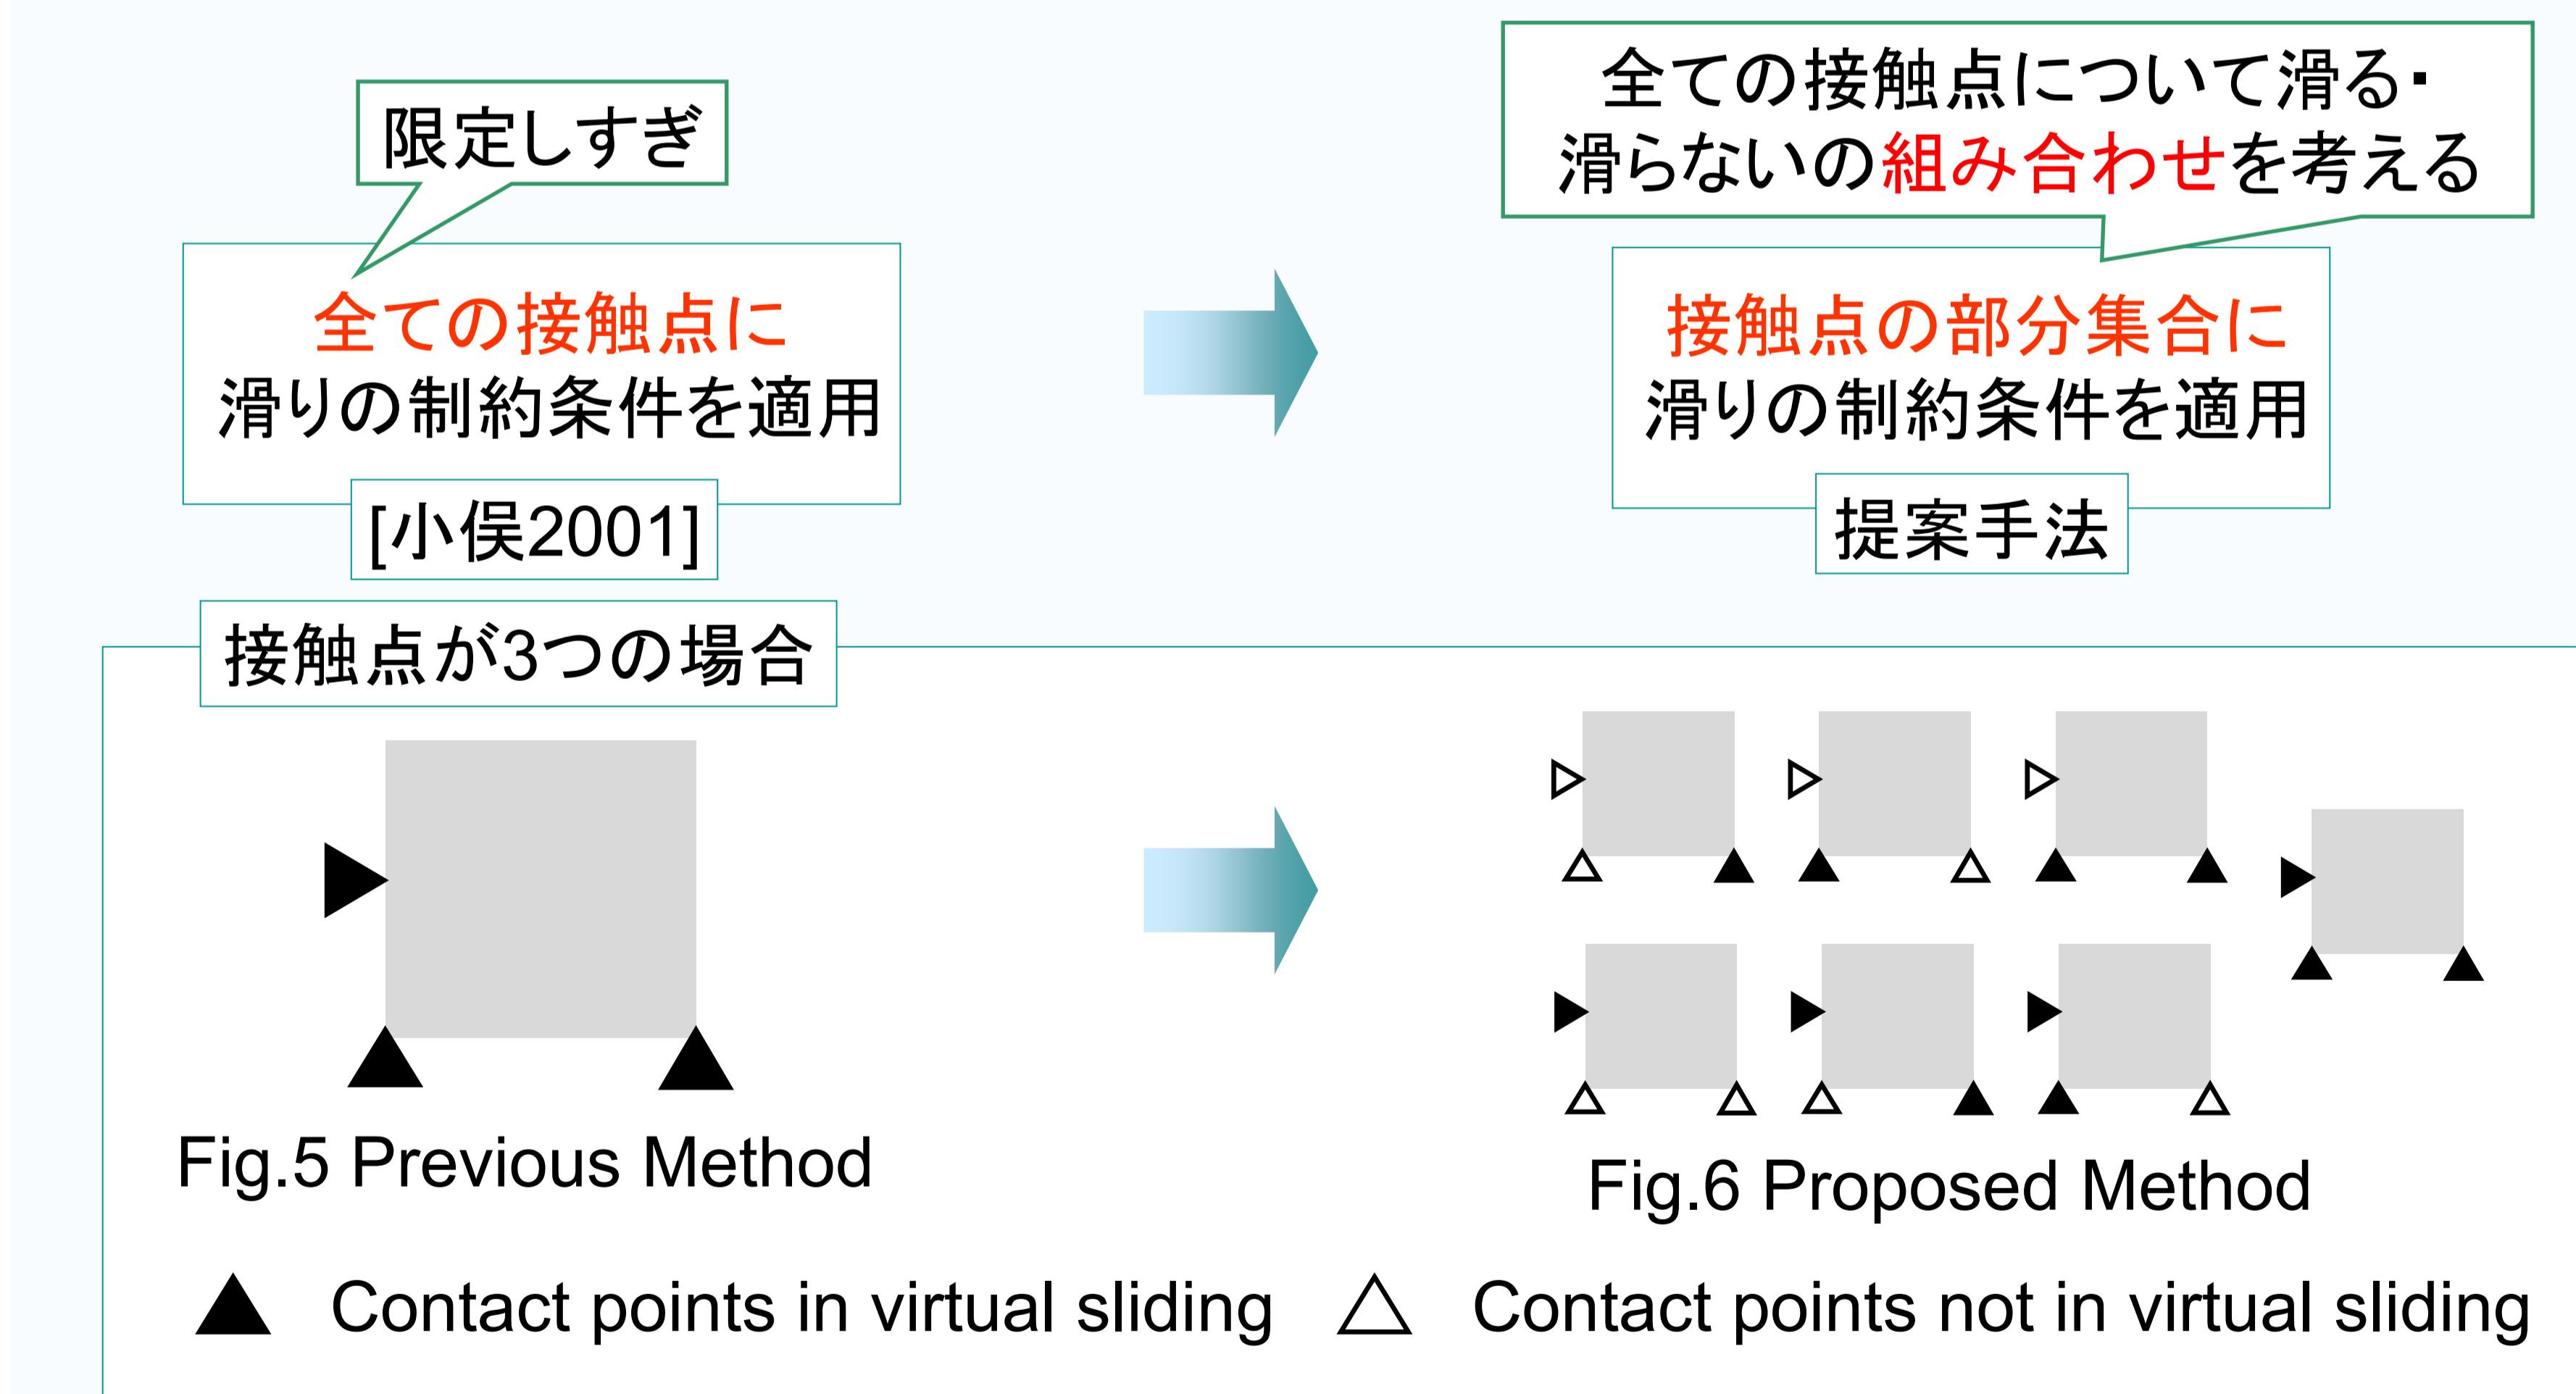 限定しすぎ
全ての接触点に
滑りの制約条件を適用
[小俣2001]
全ての接触点について滑る・
滑らないの組み合わせを考える
接触点の部分集合に
滑りの制約条件を適用
提案手法
接触点が3つの場合
Fig.5 Previous Method
Fig.6 Proposed Method
Contact points in virtual sliding
Contact points not in virtual sliding